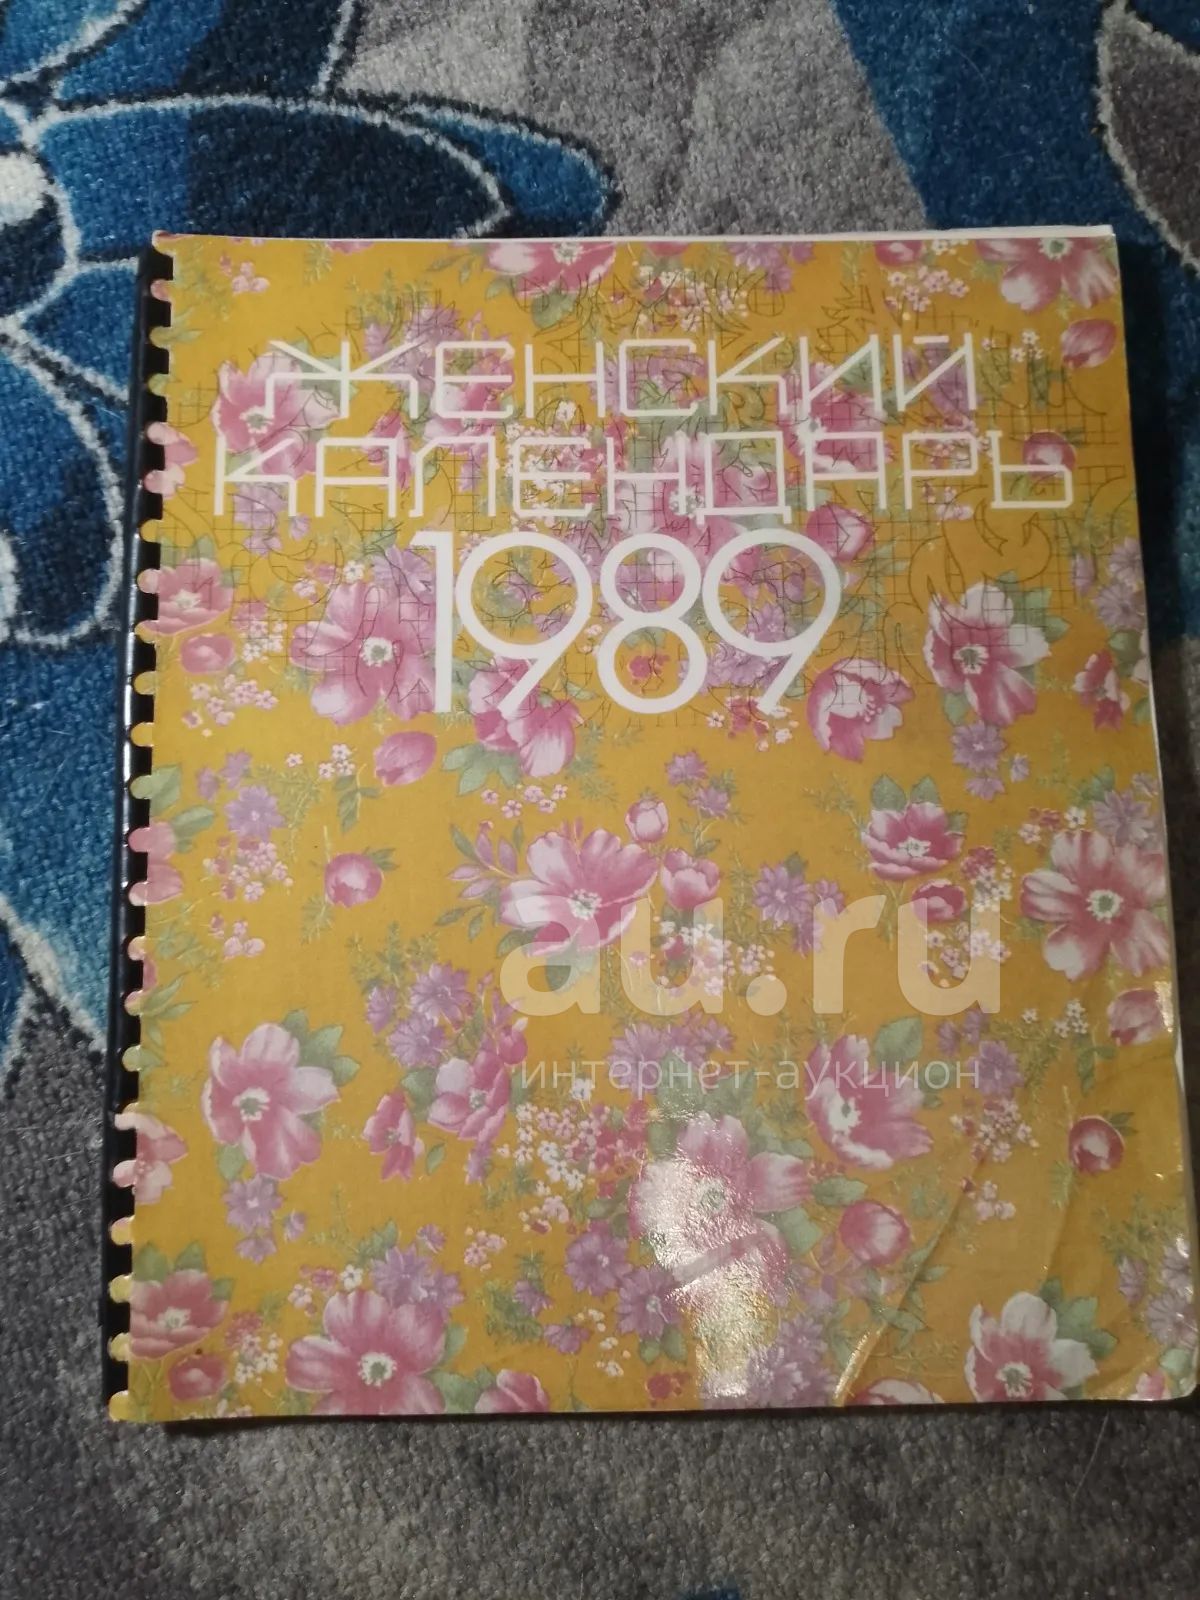 ЖЕНСКИЙ
КАЛЕНДАРЬ
1989
au.ru
интернет-аукцион